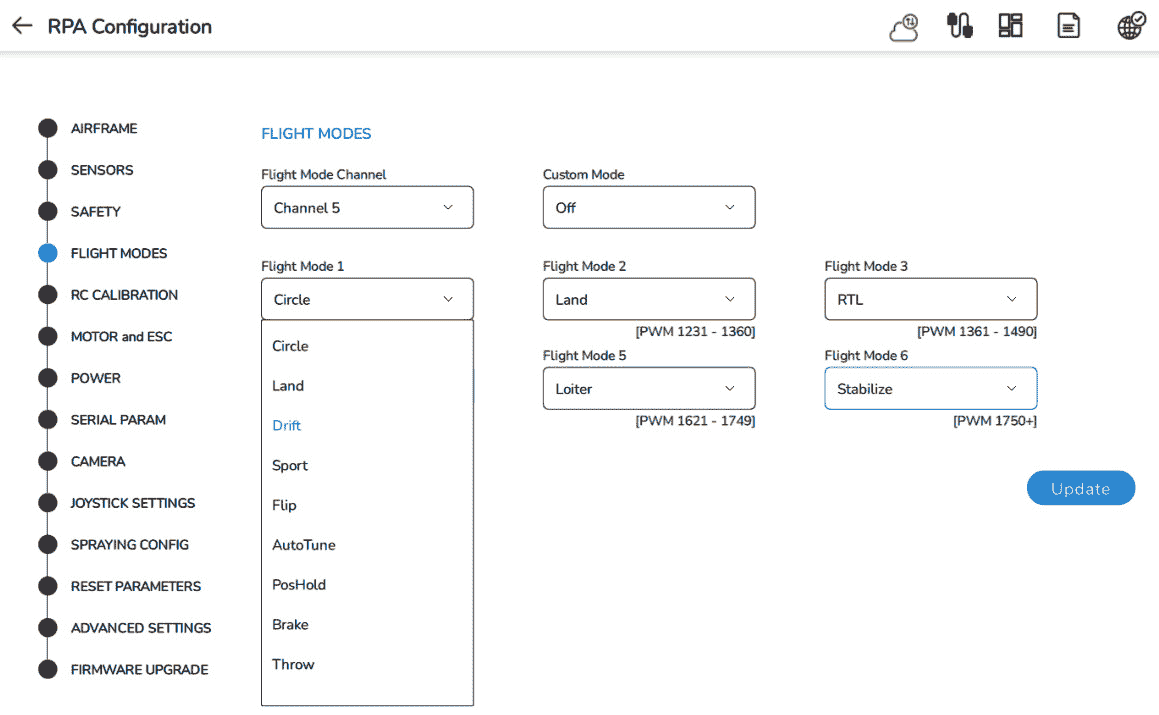 RPA Configuration
AIRFRAME
SENSORS
SAFETY
FLIGHT MODES
RC CALIBRATION
MOTOR and ESC
POWER
SERIAL PARAM
CAMERA
JOYSTICK SETTINGS
SPRAYING CONFIG
RESET PARAMETERS
ADVANCED SETTINGS
FIRMWARE UPGRADE
FLIGHT MODES
Flight Mode Channel
Channel 5
Custom Mode
Off
Flight Mode 1
Circle
Circle
Land
Drift
Sport
Flip
AutoTune
PosHold
Brake
Throw
Flight Mode 2
Land
[PWM 1231 - 1360]
Flight Mode 3
RTL
[PWM 1361 - 1490]
Flight Mode 5
Loiter
[PWM 1621 - 1749]
Flight Mode 6
Stabilize
[PWM 1750+]
Update